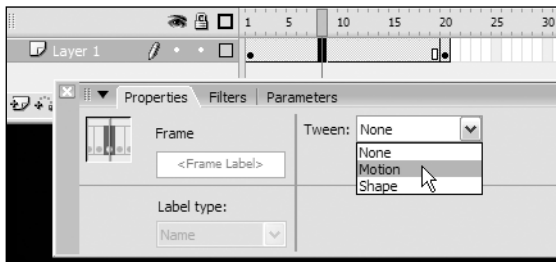 1 5 10 15 20 25 30
Layer 1
Properties Filters Parameters
Frame
Tween: None
<Frame Label>
None
Motion
Shape
Label type:
Name